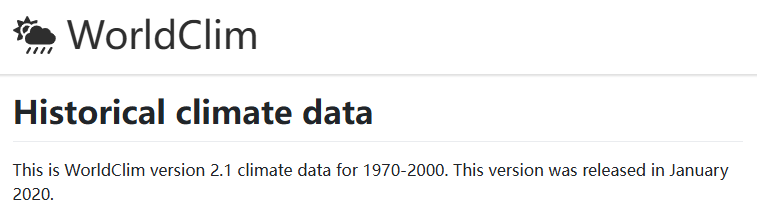 WorldClim
Historical climate data
This is WorldClim version 2.1 climate data for 1970-2000. This version was released in January
2020.